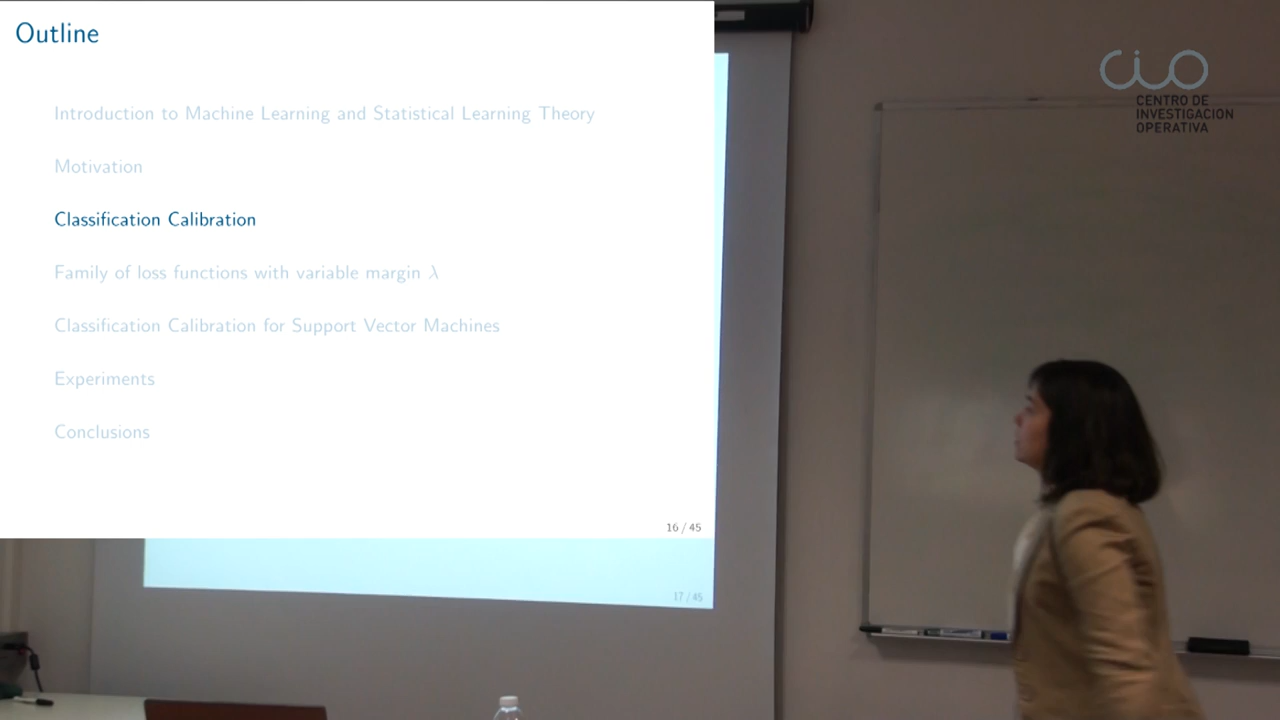 Outline
Introduction to Machine Learning and Statistical Learning Theory
Motivation
Classification Calibration
Family of loss functions with variable margin λ
Classification Calibration for Support Vector Machines
Experiments
Conclusions
16 / 45
17 / 45
CIO
CENTRO DE
INVESTIGACION
OPERATIVA